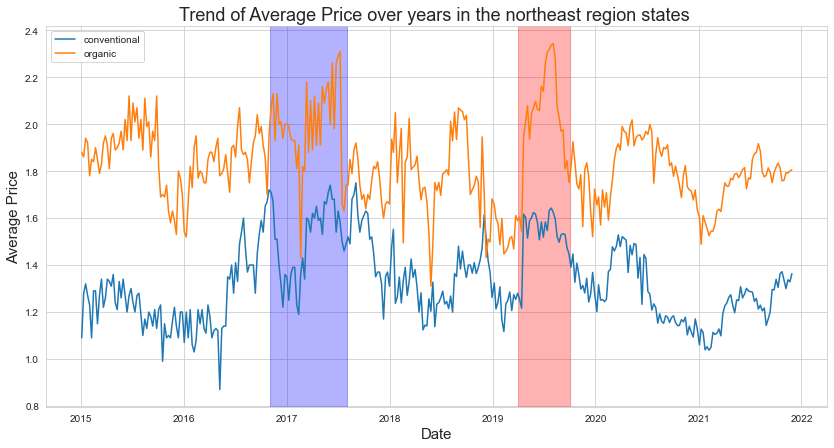 Trend of Average Price over years in the northeast region states
conventional
organic
Average Price
2.4
2.2
2.0
1.8
1.6
1.4
1.2
1.0
0.8
2015 2016 2017 2018 2019 2020 2021 2022
Date